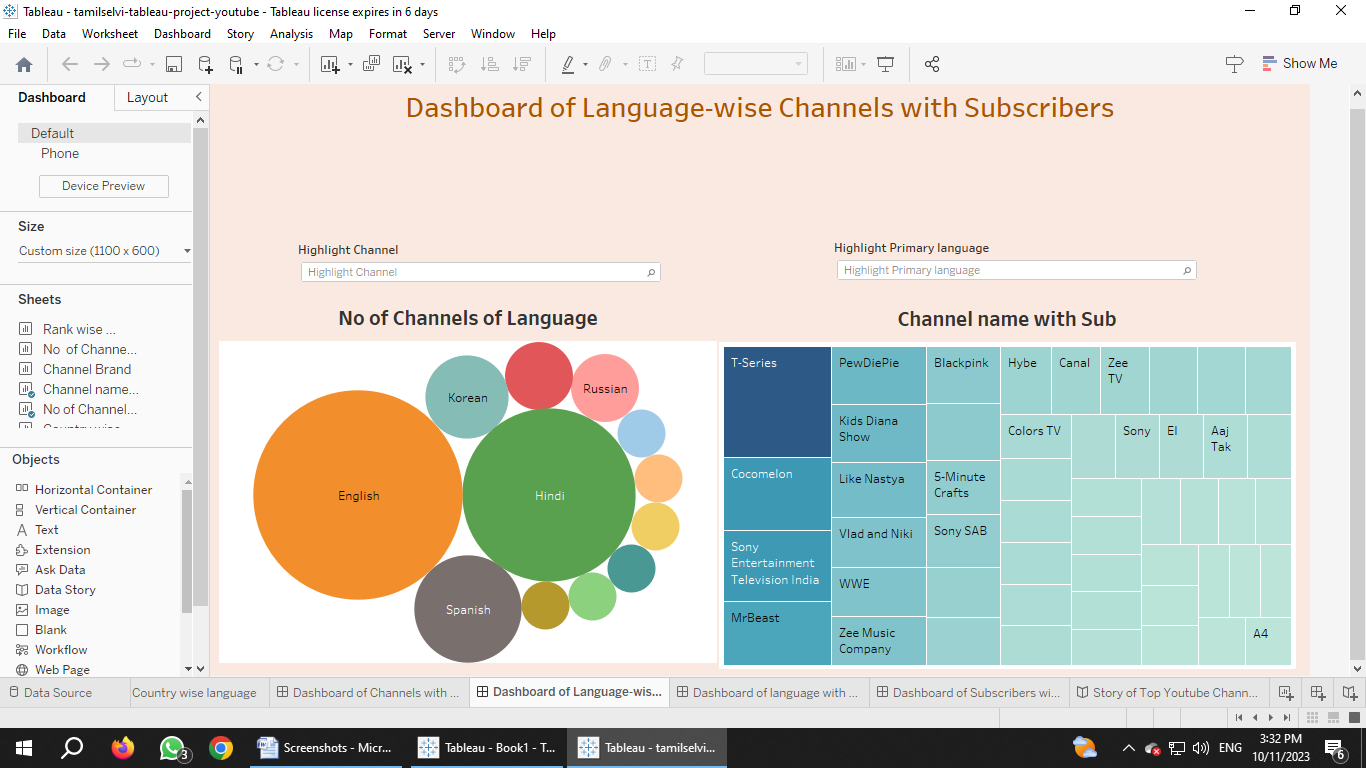 Tableau - tamilselvi-tableau-project-youtube - Tableau license expires in 6 days
File Data Worksheet Dashboard Story Analysis Map Format Server Window Help
Show Me
Dashboard Layout
Default
Phone
Device Preview
Size
Custom size (1100 x 600)
Sheets
Rank wise ...
No of Channe...
Channel Brand
Channel name...
No of Channel...
Objects
Horizontal Container
Vertical Container
Text
Extension
Ask Data
Data Story
Image
Blank
Workflow
Web Page
Dashboard of Language-wise Channels with Subscribers
Highlight Channel
Highlight Channel
Highlight Primary language
Highlight Primary language
No of Channels of Language
English
Korean
Russian
Hindi
Spanish
Channel name with Sub
T-Series
Cocomelon
Sony
Entertainment
Television India
MrBeast
PewDiePie
Kids Diana
Show
Like Nastya
Vlad and Niki
WWE
Zee Music
Company
Blackpink
5-Minute
Crafts
Sony SAB
Hybe
Canal
Zee
TV
Colors TV
Sony
El
Aaj
Tak
A4
Data Source
Country wise language
Dashboard of Channels with ...
Dashboard of Language-wis...
Dashboard of language with ...
Dashboard of Subscribers wi...
Story of Top Youtube Chann...
3
Screenshots - Micr...
Tableau - Book1 - T...
Tableau - tamilselvi...
ENG
3:32 PM
10/11/2023
6